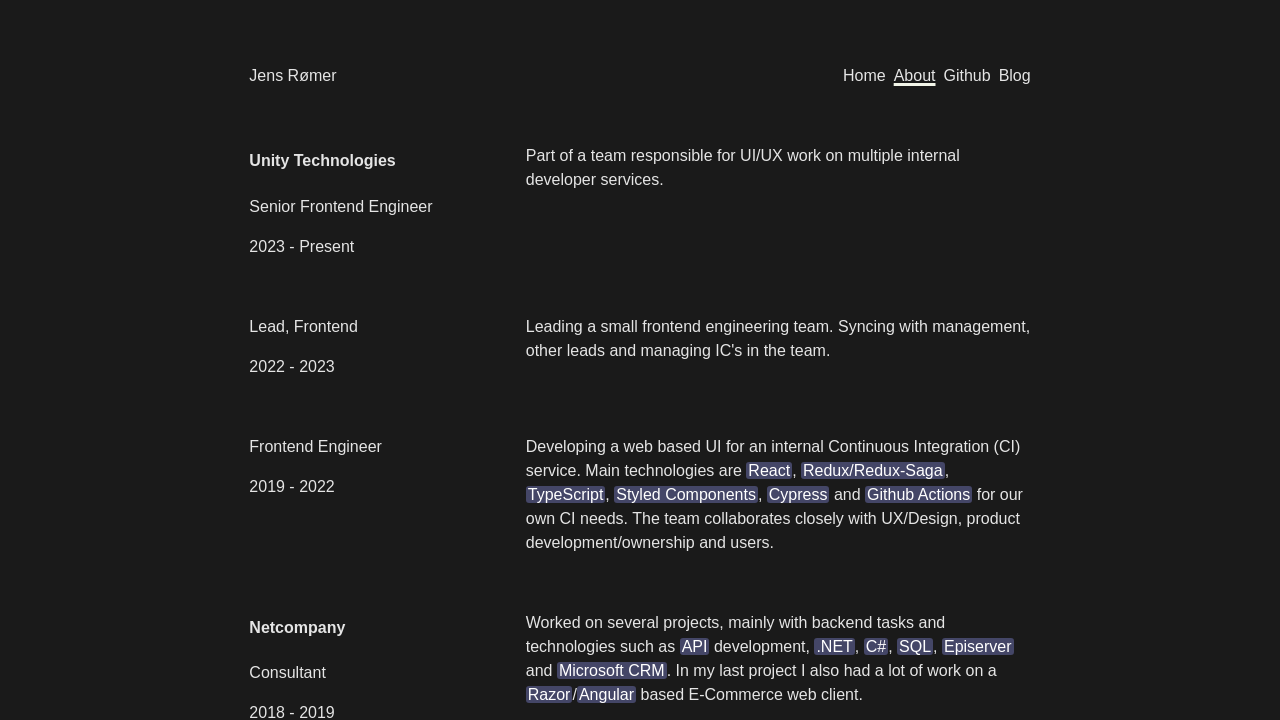 Jens Rømer
Home About Github Blog
Unity Technologies
Senior Frontend Engineer
2023 - Present
Part of a team responsible for UI/UX work on multiple internal
developer services.
Lead, Frontend
2022 - 2023
Leading a small frontend engineering team. Syncing with management,
other leads and managing IC's in the team.
Frontend Engineer
2019 - 2022
Developing a web based UI for an internal Continuous Integration (CI)
service. Main technologies are React, Redux/Redux-Saga,
TypeScript, Styled Components, Cypress and Github Actions for our
own CI needs. The team collaborates closely with UX/Design, product
development/ownership and users.
Netcompany
Consultant
2018 - 2019
Worked on several projects, mainly with backend tasks and
technologies such as API development, .NET, C#, SQL, Episerver
and Microsoft CRM. In my last project I also had a lot of work on a
Razor/Angular based E-Commerce web client.